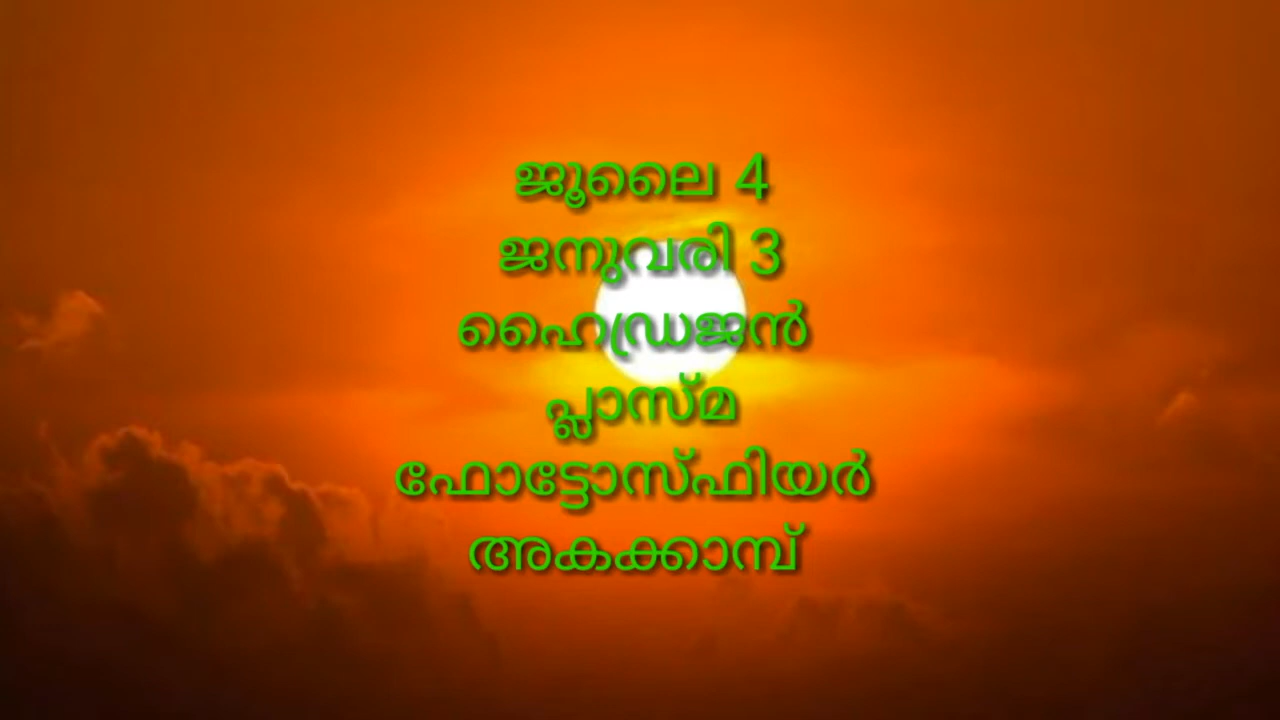 ജൂലൈ 4
ജനുവരി 3
ഹൈഡ്രജൻ
പ്ലാസ്മ
ഫോട്ടോസ്ഫിയർ
അകക്കാമ്പ്